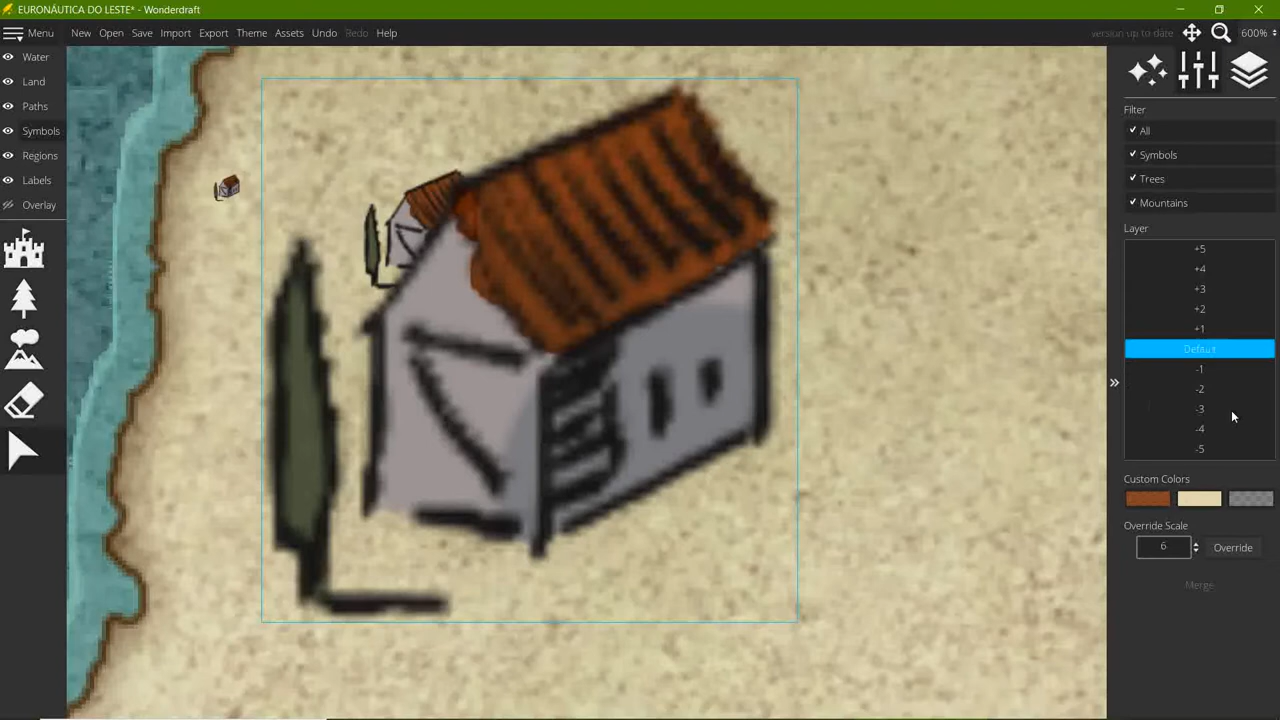 EURONÁUTICA DO LESTE* - Wonderdraft
Menu New Open Save Import Export Theme Assets Undo Redo Help version up to date 600%
Water
Land
Paths
Symbols
Regions
Labels
Overlay
Filter
All
Symbols
Trees
Mountains
Layer
+5
+4
+3
+2
+1
Default
-1
-2
-3
-4
-5
Custom Colors
Override Scale
6 Override
Merge